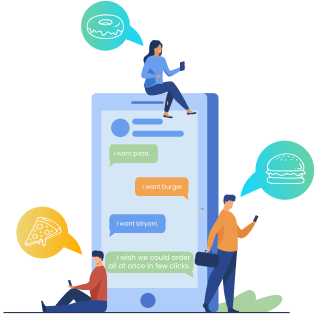 I want pizza.
I want burger.
I want biryani.
I wish we could order
all at once in few clicks.